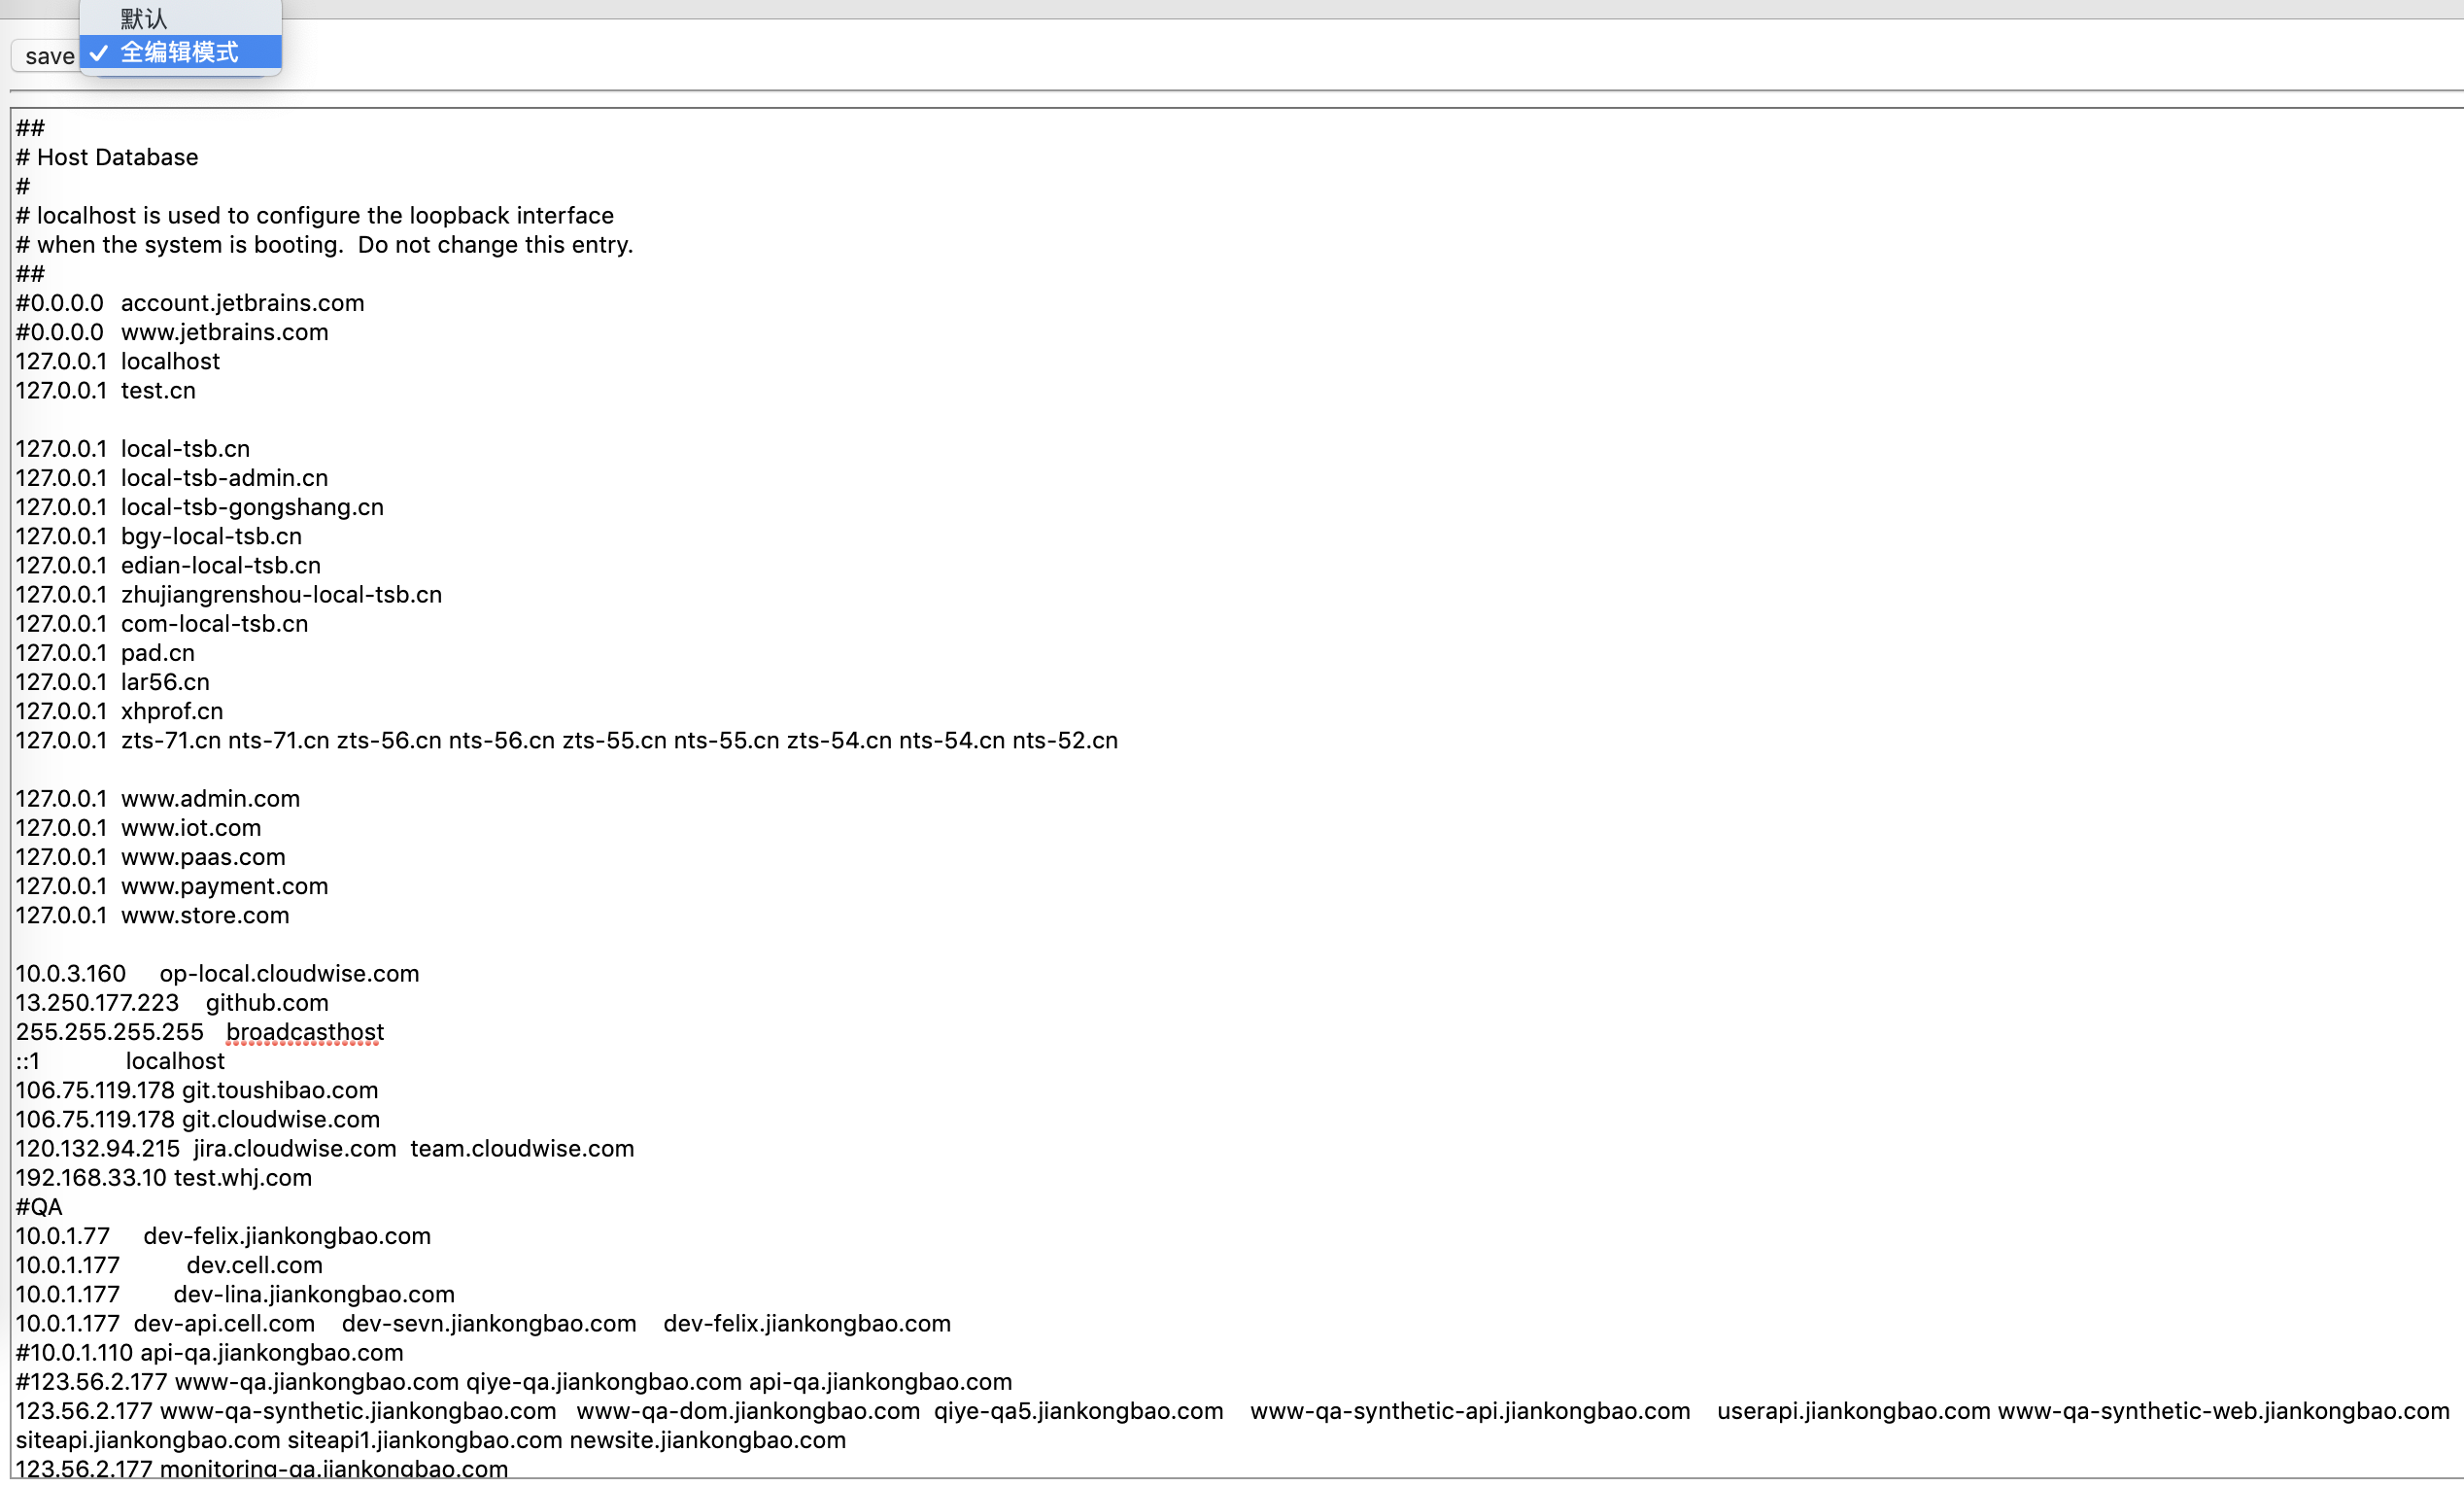 默认
save
✓ 全编辑模式
##
# Host Database
#
# localhost is used to configure the loopback interface
# when the system is booting.  Do not change this entry.
##
#0.0.0.0   account.jetbrains.com
#0.0.0.0   www.jetbrains.com
127.0.0.1  localhost
127.0.0.1  test.cn
127.0.0.1  local-tsb.cn
127.0.0.1  local-tsb-admin.cn
127.0.0.1  local-tsb-gongshang.cn
127.0.0.1  bgy-local-tsb.cn
127.0.0.1  edian-local-tsb.cn
127.0.0.1  zhujiangrenshou-local-tsb.cn
127.0.0.1  com-local-tsb.cn
127.0.0.1  pad.cn
127.0.0.1  lar56.cn
127.0.0.1  xhprof.cn
127.0.0.1  zts-71.cn nts-71.cn zts-56.cn nts-56.cn zts-55.cn nts-55.cn zts-54.cn nts-54.cn nts-52.cn
127.0.0.1  www.admin.com
127.0.0.1  www.iot.com
127.0.0.1  www.paas.com
127.0.0.1  www.payment.com
127.0.0.1  www.store.com
10.0.3.160     op-local.cloudwise.com
13.250.177.223    github.com
255.255.255.255   broadcasthost
::1             localhost
106.75.119.178 git.toushibao.com
106.75.119.178 git.cloudwise.com
120.132.94.215  jira.cloudwise.com  team.cloudwise.com
192.168.33.10 test.whj.com
#QA
10.0.1.77     dev-felix.jiankongbao.com
10.0.1.177          dev.cell.com
10.0.1.177        dev-lina.jiankongbao.com
10.0.1.177  dev-api.cell.com    dev-sevn.jiankongbao.com    dev-felix.jiankongbao.com
#10.0.1.110 api-qa.jiankongbao.com
#123.56.2.177 www-qa.jiankongbao.com qiye-qa.jiankongbao.com api-qa.jiankongbao.com
123.56.2.177 www-qa-synthetic.jiankongbao.com   www-qa-dom.jiankongbao.com  qiye-qa5.jiankongbao.com    www-qa-synthetic-api.jiankongbao.com    userapi.jiankongbao.com www-qa-synthetic-web.jiankongbao.com
siteapi.jiankongbao.com siteapi1.jiankongbao.com newsite.jiankongbao.com
123.56.2.177 monitoring-qa.jiankongbao.com